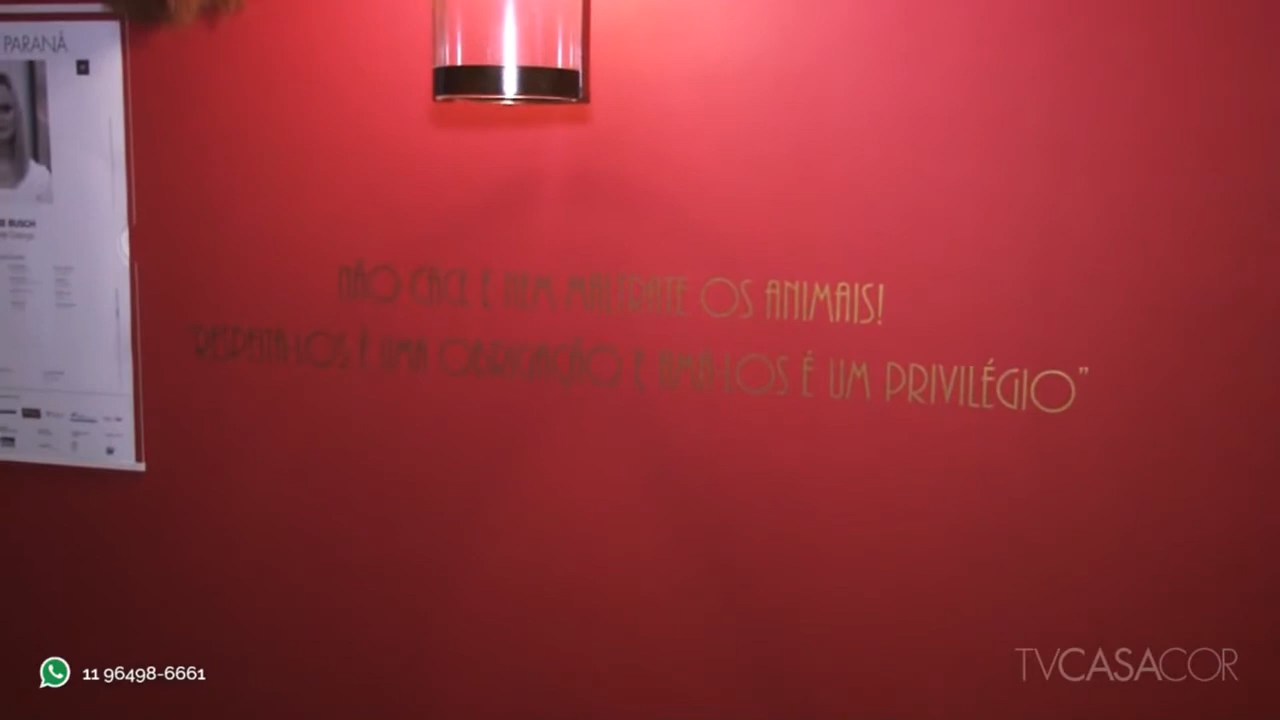 PARANÁ
BUSCH
NÃO CACE E NEM MALTRATE OS ANIMAIS!
"RESPEITÁ-LOS É UMA OBRIGAÇÃO E AMÁ-LOS É UM PRIVILÉGIO"
11 96498-6661
TVCASACOR